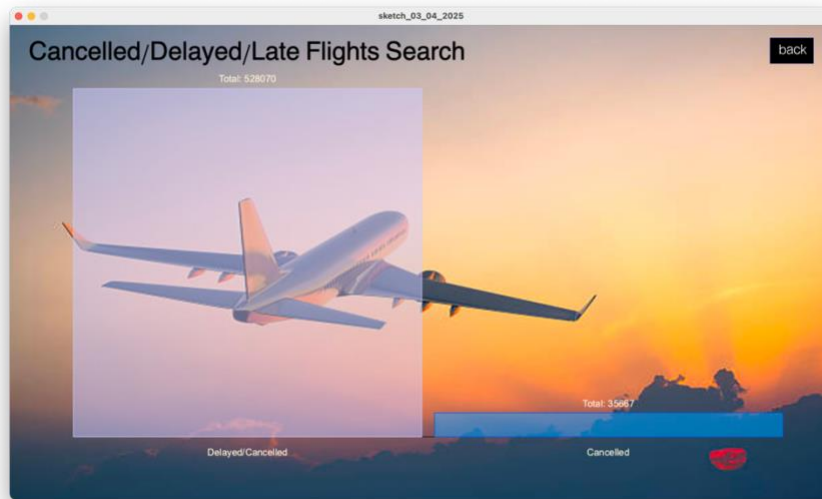 sketch_03_04_2025
Cancelled/Delayed/Late Flights Search
back
Total: 528070
Total: 35667
Delayed/Cancelled
Cancelled